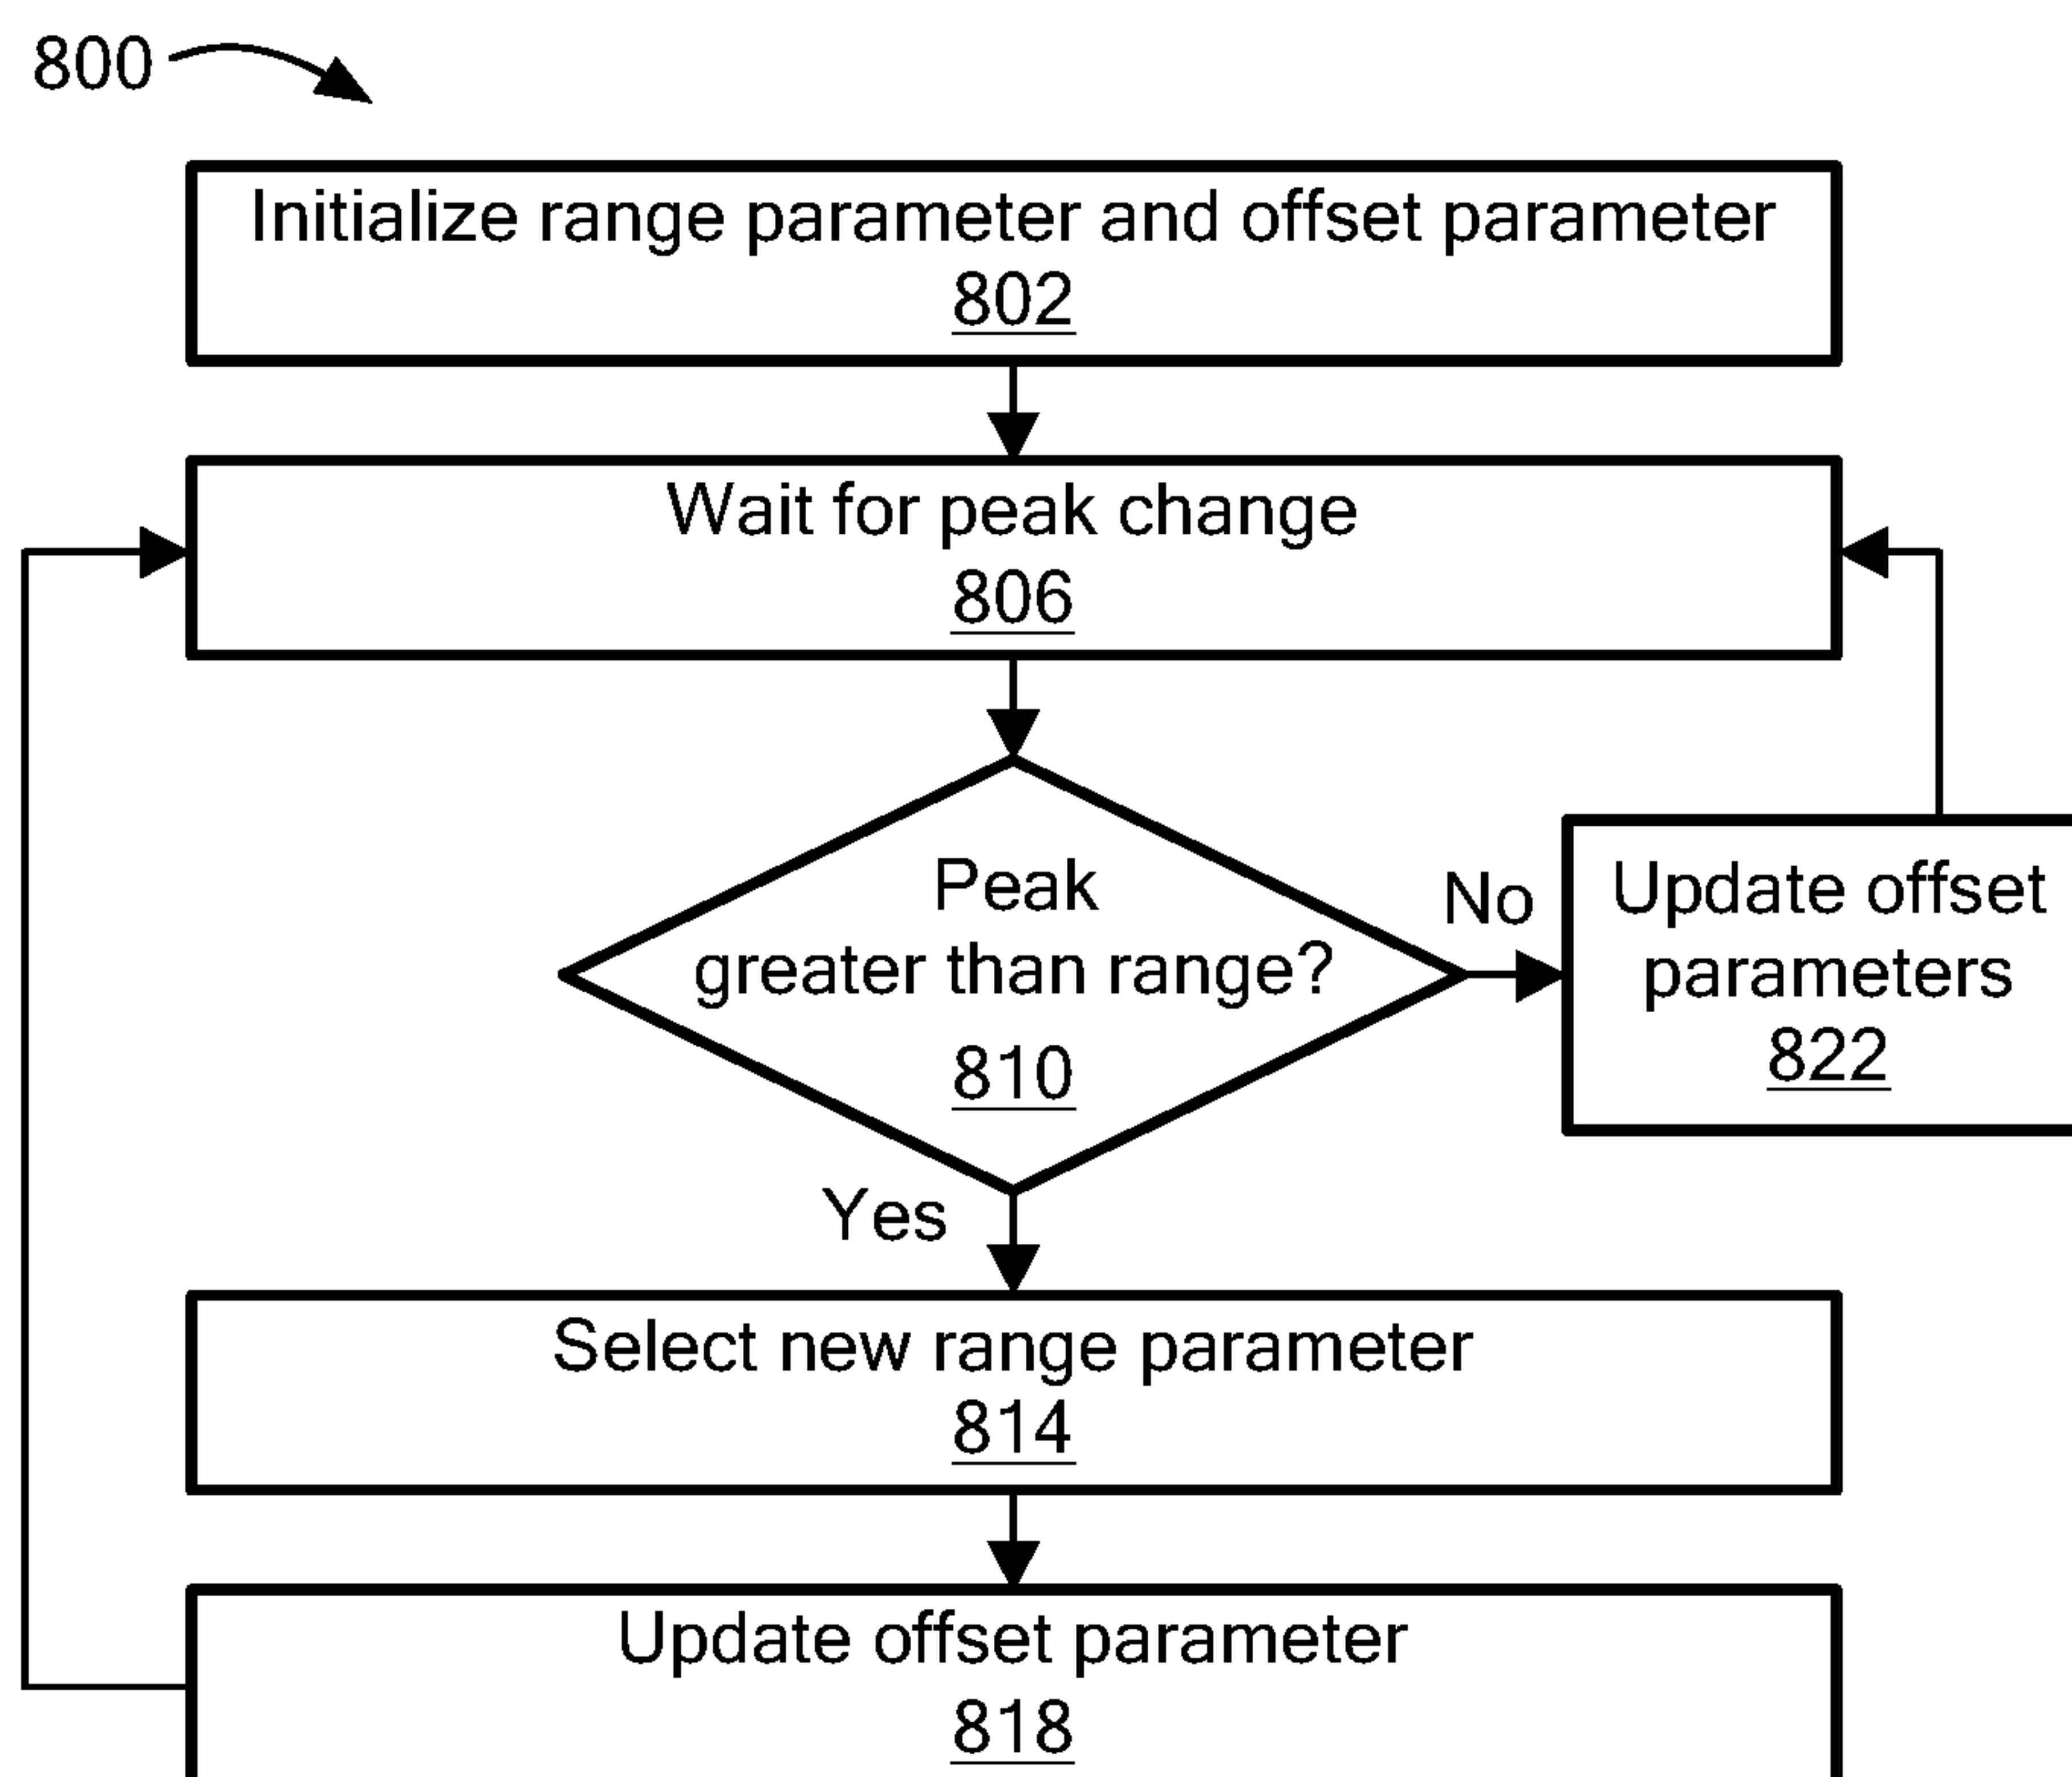 800
Initialize range parameter and offset parameter
802
Wait for peak change
806
Peak
greater than range?
810
No
Update offset
parameters
822
Yes
Select new range parameter
814
Update offset parameter
818